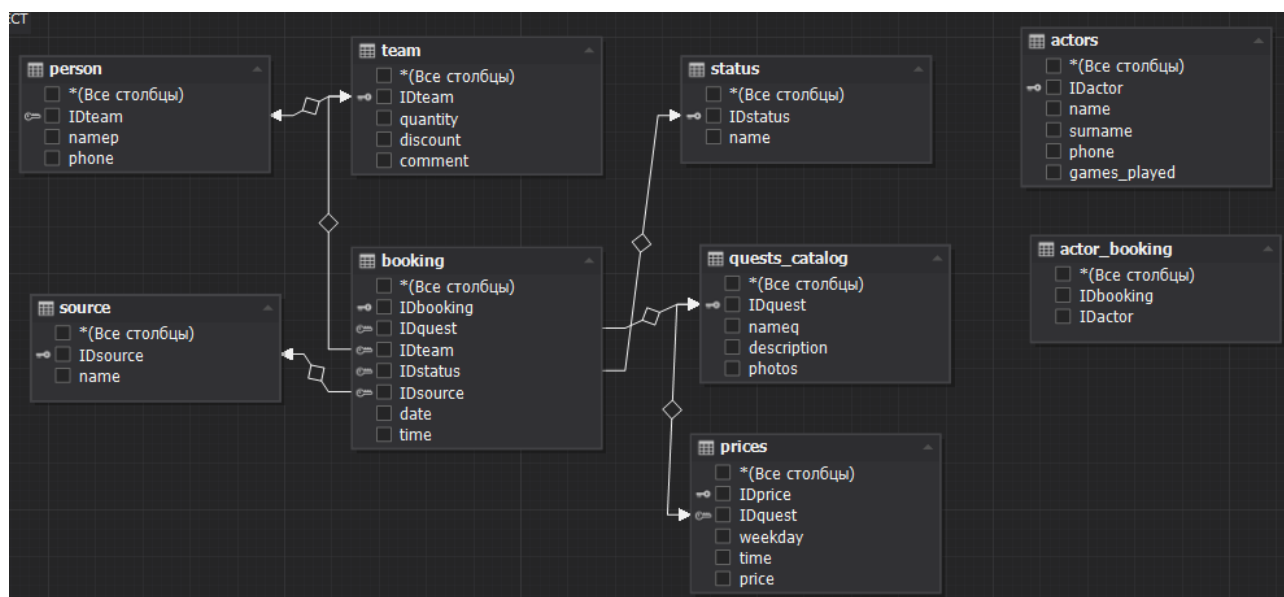 ECT
person
*(Все столбцы)
IDteam
namep
phone
team
*(Все столбцы)
IDteam
quantity
discount
comment
status
*(Все столбцы)
IDstatus
name
actors
*(Все столбцы)
IDactor
name
surname
phone
games_played
source
*(Все столбцы)
IDsource
name
booking
*(Все столбцы)
IDbooking
IDquest
IDteam
IDstatus
IDsource
date
time
quests_catalog
*(Все столбцы)
IDquest
nameq
description
photos
actor_booking
*(Все столбцы)
IDbooking
IDactor
prices
*(Все столбцы)
IDprice
IDquest
weekday
time
price